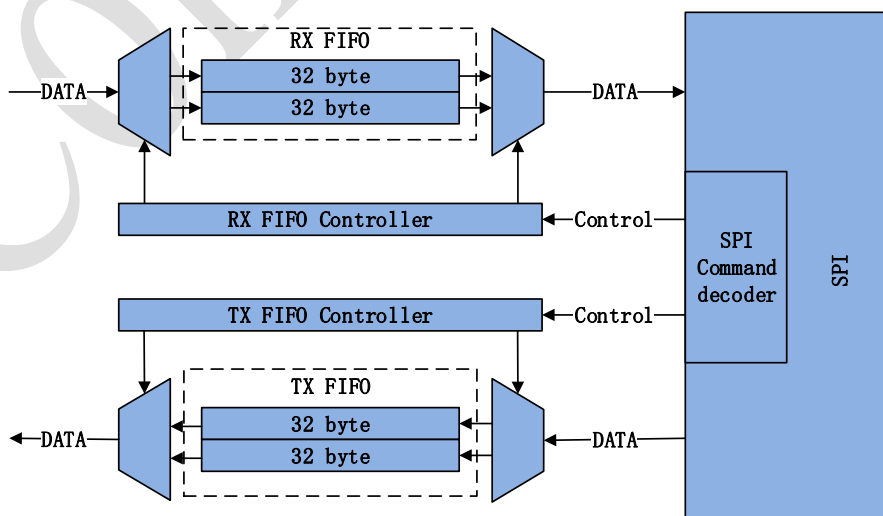 RX FIFO
32 byte
32 byte
DATA
DATA
RX FIFO Controller
Control
SPI
Command
decoder
SPI
TX FIFO Controller
Control
TX FIFO
32 byte
32 byte
DATA
DATA